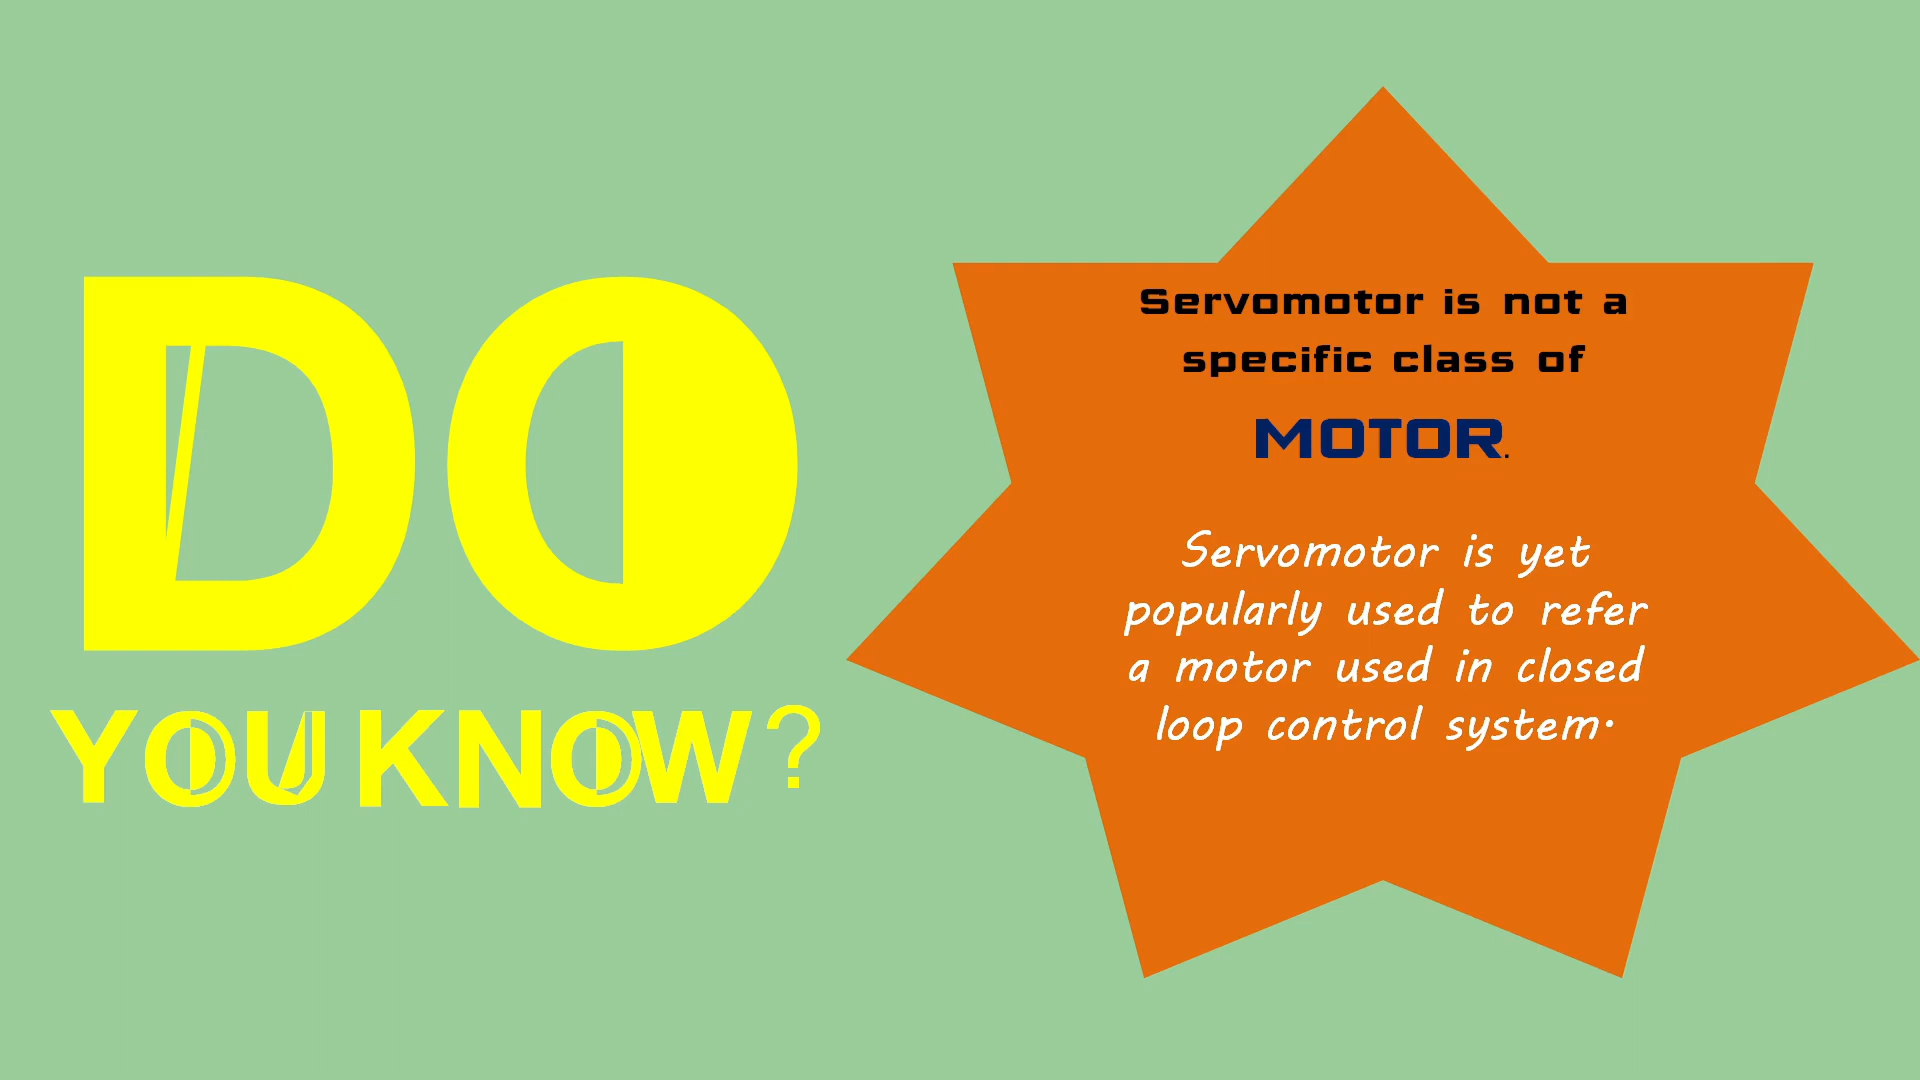 DO
YOU KNOW?
Servomotor is not a
specific class of
MOTOR.
Servomotor is yet
popularly used to refer
a motor used in closed
loop control system.